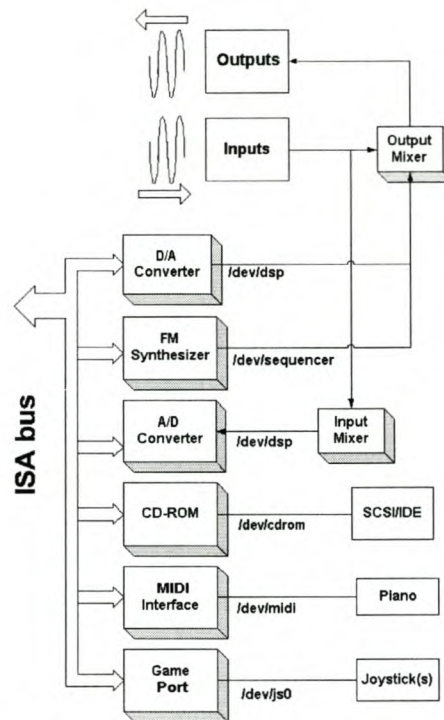 Outputs
Inputs
Output
Mixer
D/A
Converter
/dev/dsp
FM
Synthesizer
/dev/sequencer
A/D
Converter
/dev/dsp
Input
Mixer
ISA bus
CD-ROM
/dev/cdrom
SCSI/IDE
MIDI
Interface
/dev/midi
Piano
Game
Port
/dev/js0
Joystick(s)